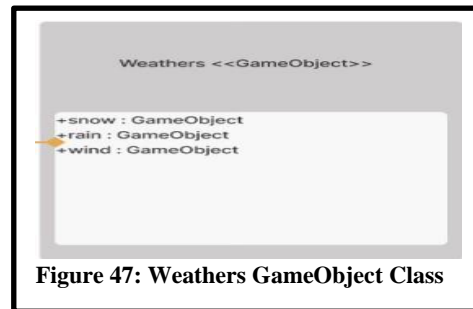 Weathers <<GameObject>>
+snow : GameObject
+rain : GameObject
+wind : GameObject
Figure 47: Weathers GameObject Class